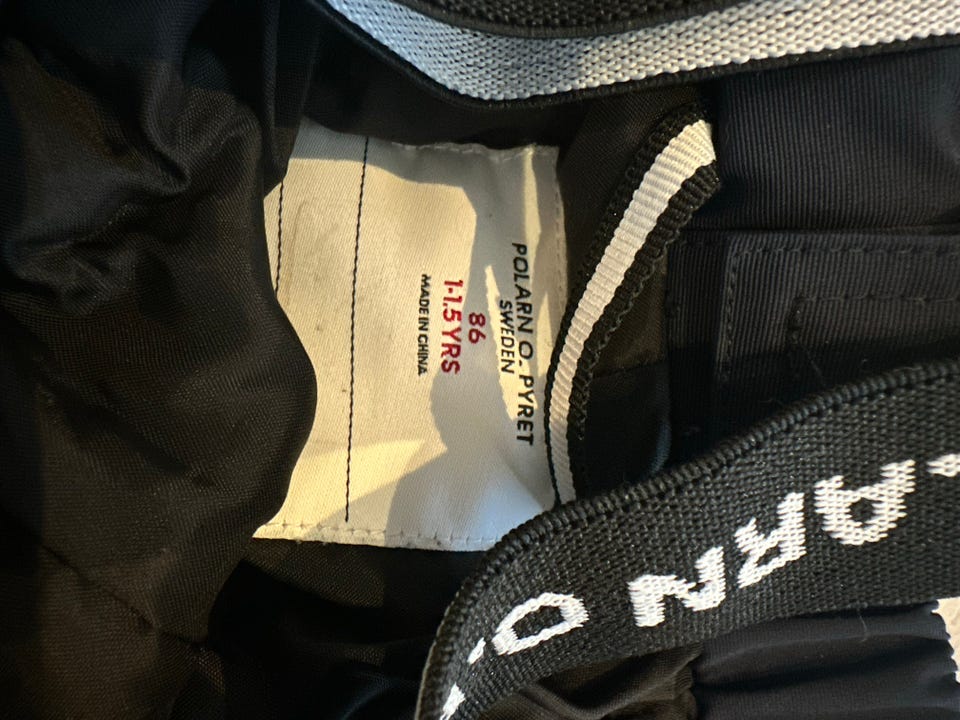 POLARN O. PYRET
SWEDEN
86
1-1.5 YRS
MADE IN CHINA
ARN O.